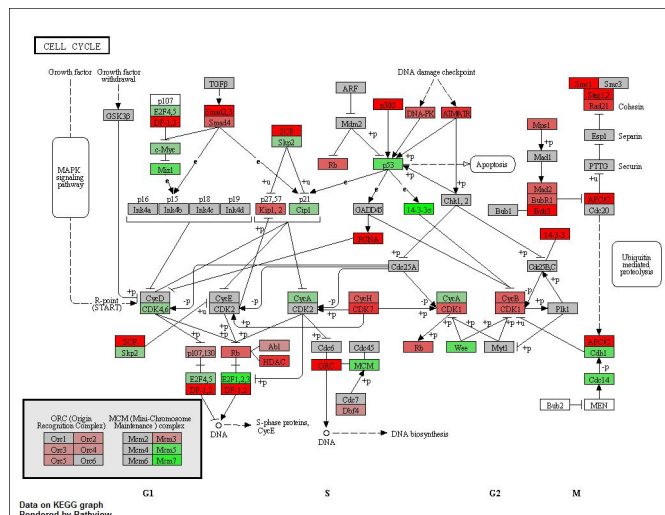 CELL CYCLE
Growth factor
Growth factor
withdrawal
p107
E2F4,5
DP-1,2
TGFβ
Smad2,3
Smad4
GSK3β
c-Myc
Miz1
SCF
Skp2
ARF
Mdm2
Rb
p300
DNA damage checkpoint
DNA-PK
ATM/ATR
p53
Apoptosis
Mps1
Mad1
Mad2
BubR1
Bub3
Bub1
Smc1
Smc3
Stag1,2
Rad21
Cohesin
Esp1
Separin
PTTG
Securin
APC/C
Cdc20
MAPK
signaling
pathway
p16
p15
p18
p19
p27,57
p21
Ink4a
Ink4b
Ink4c
Ink4d
Kip1, 2
Cip1
GADD45
14-3-3σ
Chk1, 2
14-3-3
PCNA
Cdc25A
Cdc25B,C
Ubiquitin
mediated
proteolysis
R-point
(START)
CycD
CDK4,6
CycE
CDK2
CycA
CDK2
CycH
CDK7
CycA
CDK1
CycB
CDK1
Plk1
SCF
Skp2
p107,130
Rb
Abl
HDAC
Cdc6
Cdc45
ORC
MCM
Rb
Wee
Myt1
APC/C
Cdh1
E2F4,5
DP-1,2
E2F1,2,3
DP-1,2
Cdc7
Dbf4
Cdc14
Bub2
MEN
DNA
S-phase proteins,
CycE
DNA
DNA biosynthesis
ORC (Origin
Recognition Complex)
MCM (Mini-Chromosome
Maintenance) complex
Orc1
Orc2
Mcm2
Mcm3
Orc3
Orc4
Mcm4
Mcm5
Orc5
Orc6
Mcm6
Mcm7
G1
S
G2
M
Data on KEGG graph
Rendered by Pathview